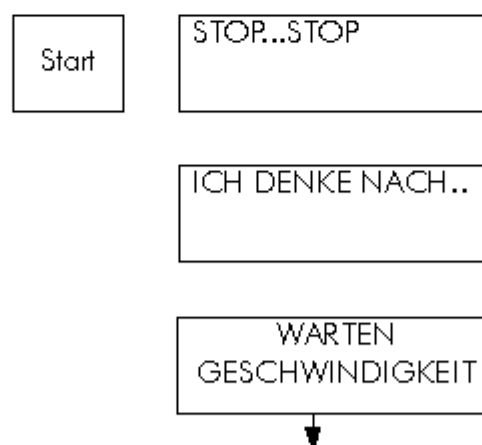 Start
STOP...STOP
ICH DENKE NACH..
WARTEN
GESCHWINDIGKEIT